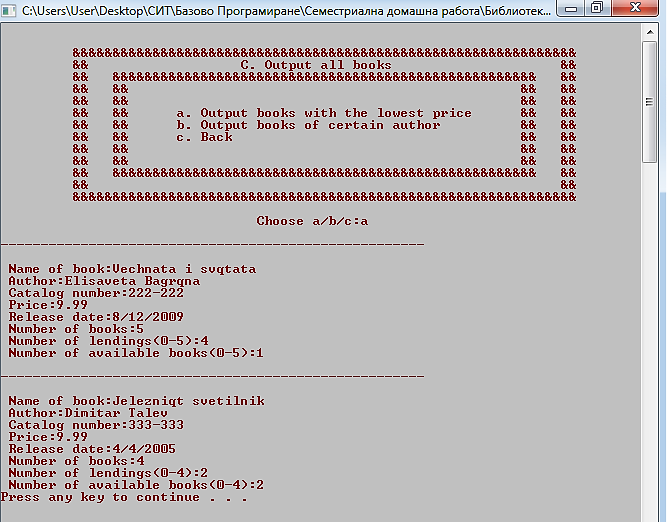 C:\Users\User\Desktop\СИТ\Базово Програмиране\Семестриална домашна работа\Библиотек...
&&&&&&&&&&&&&&&&&&&&&&&&&&&&&&&&&&&&&&&&&&&&&&&&&&&&&&&&&&&&&&&
&& C. Output all books &&
&& &&&&&&&&&&&&&&&&&&&&&&&&&&&&&&&&&&&&&&&&&&&&&&&&&&&&& &&
&& && && &&
&& && && &&
&& && a. Output books with the lowest price && &&
&& && b. Output books of certain author && &&
&& && c. Back && &&
&& && && &&
&& && && &&
&& &&&&&&&&&&&&&&&&&&&&&&&&&&&&&&&&&&&&&&&&&&&&&&&&&&&&& &&
&& &&
&&&&&&&&&&&&&&&&&&&&&&&&&&&&&&&&&&&&&&&&&&&&&&&&&&&&&&&&&&&&&&&
Choose a/b/c:a
-----------------------------------------------------
Name of book:Vechnata i svqtata
Author:Elisaveta Bagrqna
Catalog number:222-222
Price:9.99
Release date:8/12/2009
Number of books:5
Number of lendings(0-5):4
Number of available books(0-5):1
-----------------------------------------------------
Name of book:Jelezniqt svetilnik
Author:Dimitar Talev
Catalog number:333-333
Price:9.99
Release date:4/4/2005
Number of books:4
Number of lendings(0-4):2
Number of available books(0-4):2
Press any key to continue . . .